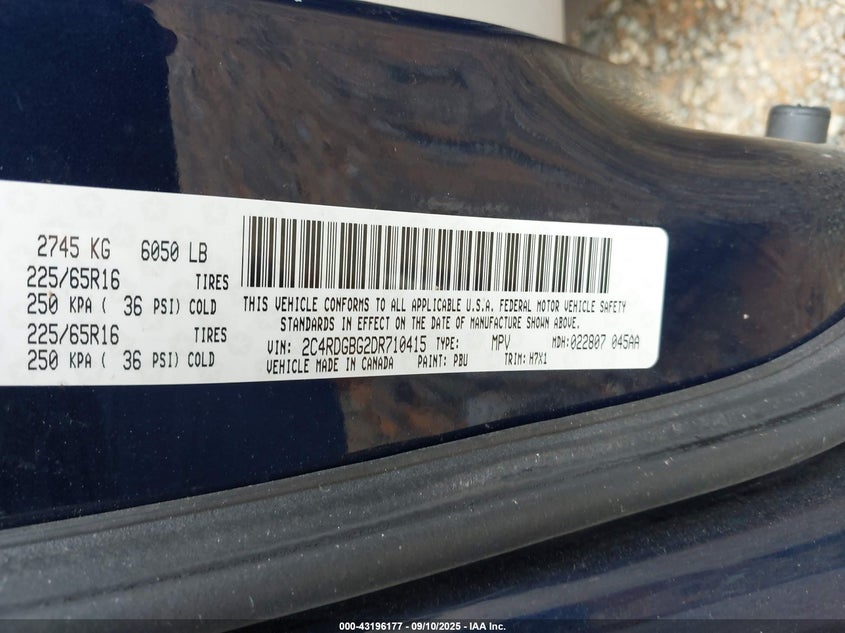 2745 KG 6050 LB
225/65R16 TIRES
250 KPA ( 36 PSI) COLD
225/65R16 TIRES
250 KPA ( 36 PSI) COLD
THIS VEHICLE CONFORMS TO ALL APPLICABLE U.S.A. FEDERAL MOTOR VEHICLE SAFETY
STANDARDS IN EFFECT ON THE DATE OF MANUFACTURE SHOWN ABOVE.
VIN: 2C4RDGBG2DR710415 TYPE: MPV MDH:022807 045AA
VEHICLE MADE IN CANADA PAINT: PBU TRIM: H7X1
000-43196177 - 09/10/2025 - IAA Inc.